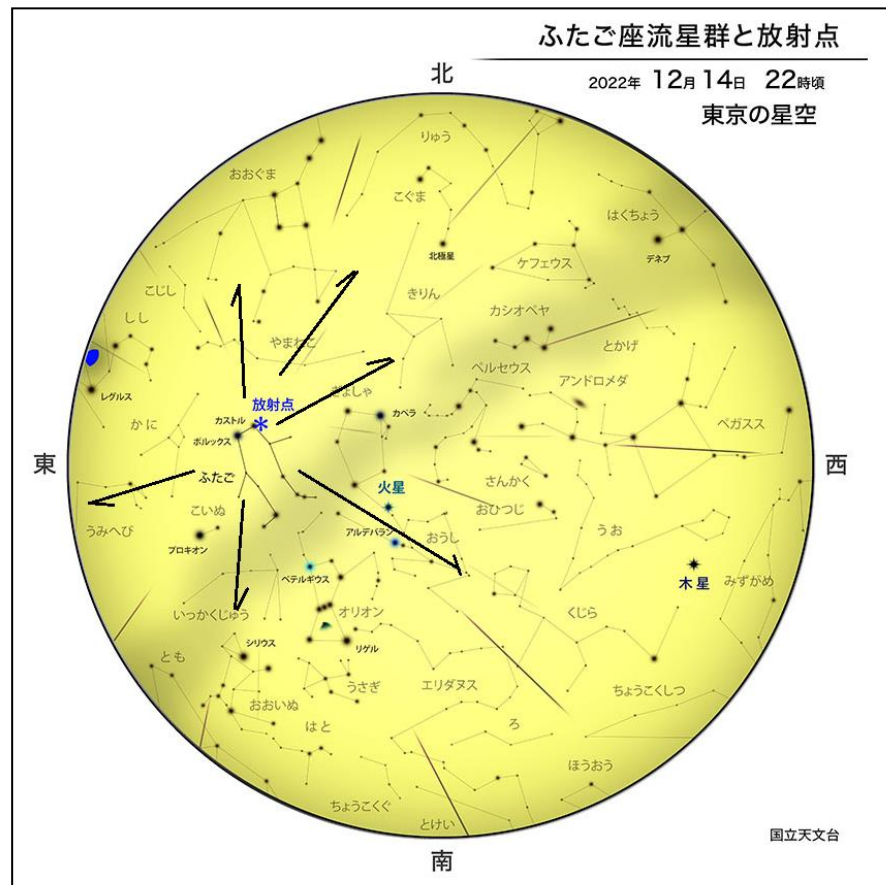 ふたご座流星群と放射点
2022年 12月 14日 22時頃
東京の星空
北
りゅう
おおぐま
こぐま
はくちょう
北極星
デネブ
ケフェウス
こじし
きりん
カシオペヤ
しし
やまねこ
とかげ
ペルセウス
アンドロメダ
レグルス
ぎょしゃ
放射点
かに
カストル
カペラ
ペガスス
ポルックス
東
西
ふたご
火星
さんかく
こいぬ
おひつじ
うみへび
アルデバラン
おうし
うお
プロキオン
ベテルギウス
木星
みずがめ
いっかくじゅう
オリオン
くじら
シリウス
リゲル
とも
うさぎ
エリダヌス
ちょうこくしつ
おおいぬ
はと
ろ
ほうおう
ちょうこくぐ
とけい
国立天文台
南